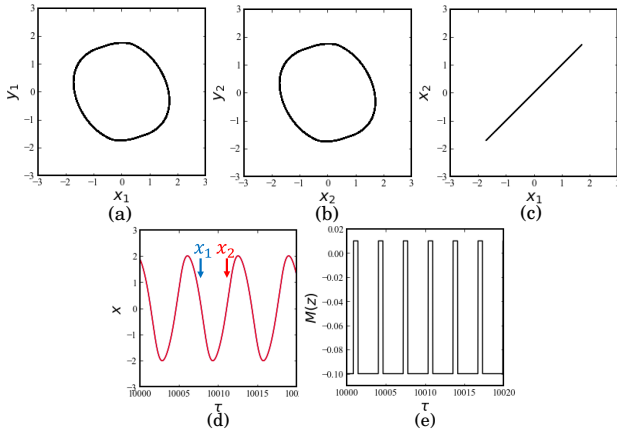 3
2
1
0
−1
−2
−3
y₁
−3 −2 −1 0 1 2 3
x₁
(a)
3
2
1
0
−1
−2
−3
y₂
−3 −2 −1 0 1 2 3
x₂
(b)
3
2
1
0
−1
−2
−3
x₂
−3 −2 −1 0 1 2 3
x₁
(c)
3
2
1
0
−1
−2
−3
x
x₁ x₂
10000 10005 10010 10015
τ
(d)
0.02
0.00
−0.02
−0.04
−0.06
−0.08
−0.10
−0.12
M(z)
10000 10005 10010 10015 10020
τ
(e)